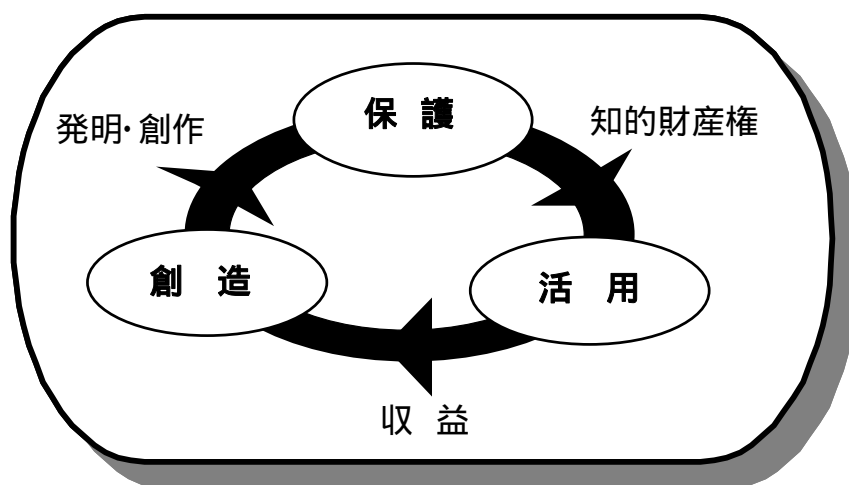 保 護
発明・創作
知的財産権
創 造
活 用
収 益